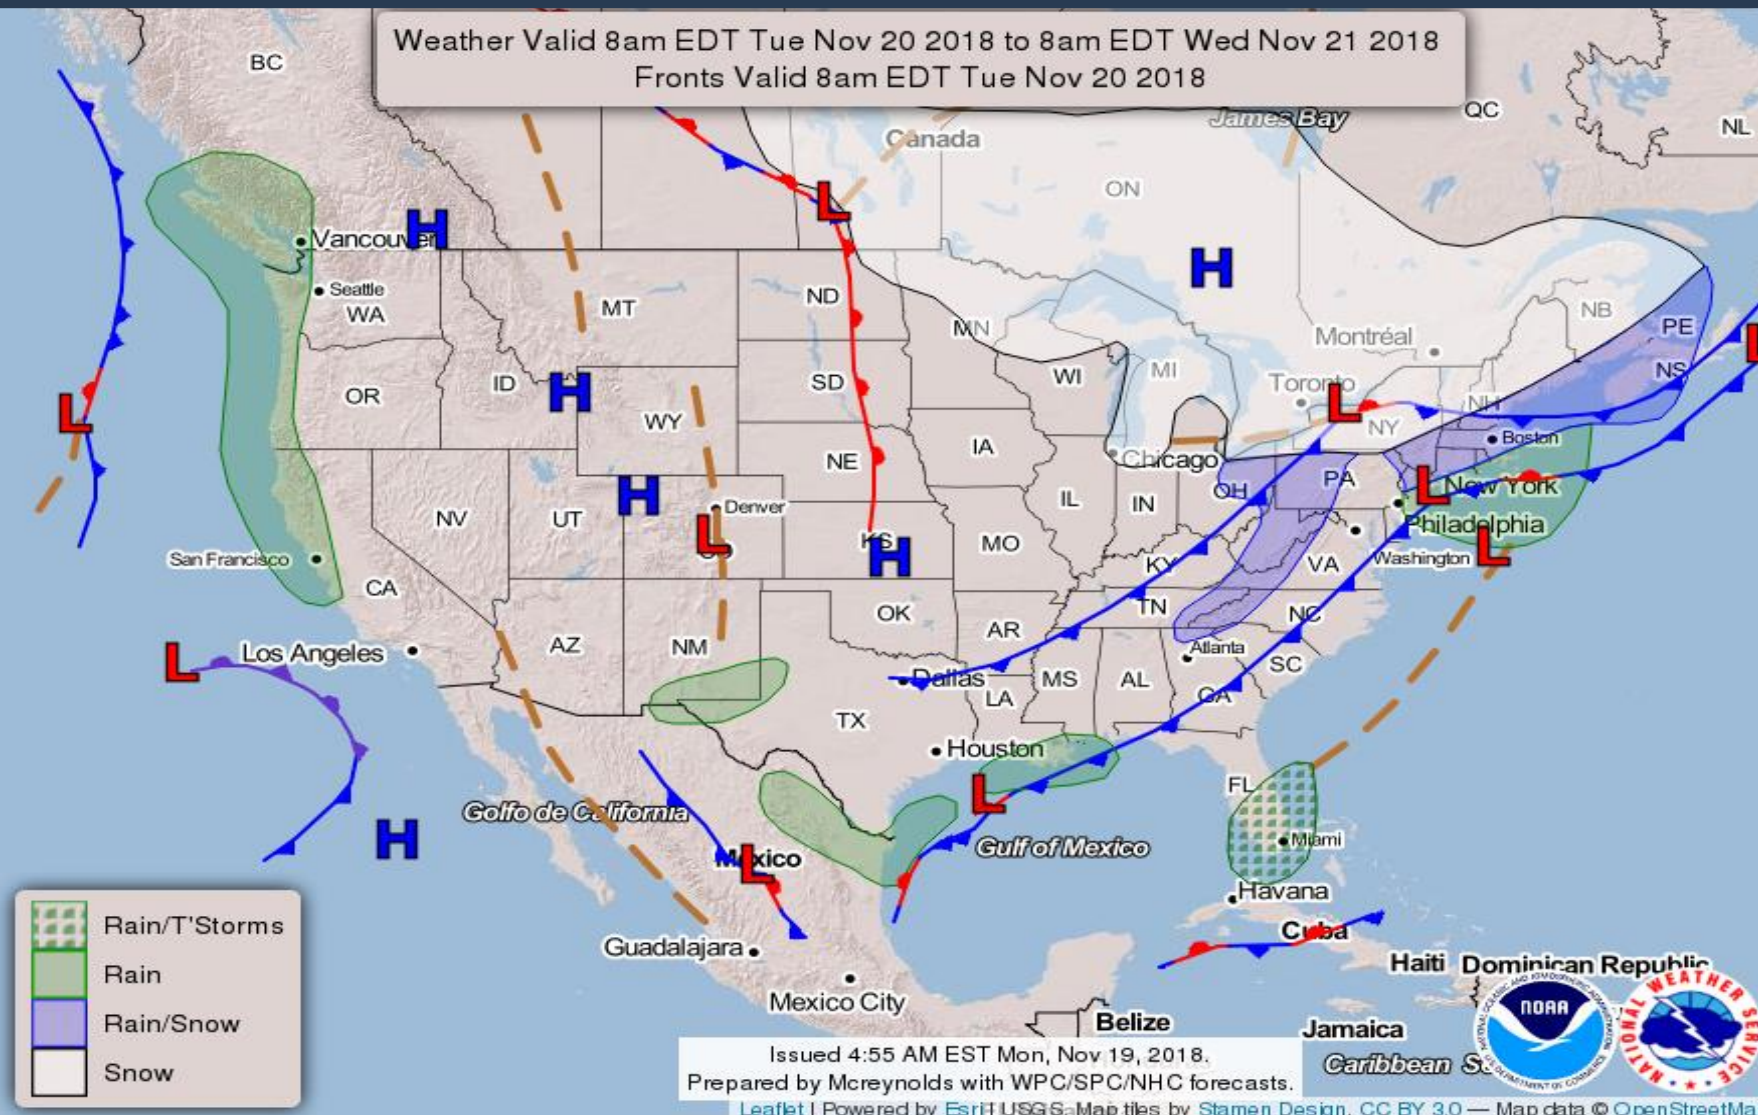 Weather Valid 8am EDT Tue Nov 20 2018 to 8am EDT Wed Nov 21 2018
Fronts Valid 8am EDT Tue Nov 20 2018
BC
Canada
James Bay
QC
NL
ON
L
Vancouver
H
H
Seattle
WA
MT
ND
MN
Montréal
NB
PE
NS
L
L
OR
ID
H
WY
SD
WI
MI
Toronto
L
NH
NY
Boston
NE
IA
Chicago
NV
UT
H
Denver
L
IL
IN
OH
PA
L
New York
Philadelphia
San Francisco
CA
KS
H
MO
KY
VA
Washington
L
L
Los Angeles
AZ
NM
OK
AR
TN
NC
Atlanta
SC
Dallas
LA
MS
AL
GA
TX
Houston
L
FL
Miami
Golfo de California
H
Gulf of Mexico
México
L
Havana
Cuba
Guadalajara
Mexico City
Haiti
Dominican Republic
Belize
Jamaica
Caribbean
Rain/T'Storms
Rain
Rain/Snow
Snow
NOAA
NATIONAL WEATHER SERVICE
Issued 4:55 AM EST Mon, Nov 19, 2018.
Prepared by Mcreynolds with WPC/SPC/NHC forecasts.
Leaflet | Powered by Esri | USGS, Map tiles by Stamen Design, CC BY 3.0 — Map data © OpenStreetMa